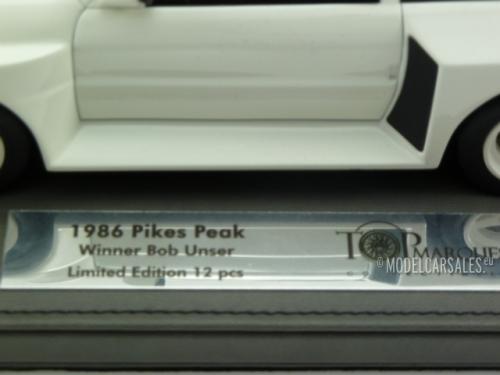 1986 Pikes Peak
Winner Bob Unser
Limited Edition 12 pcs
TOP
MARQUES
© MODELCARSALES.eu